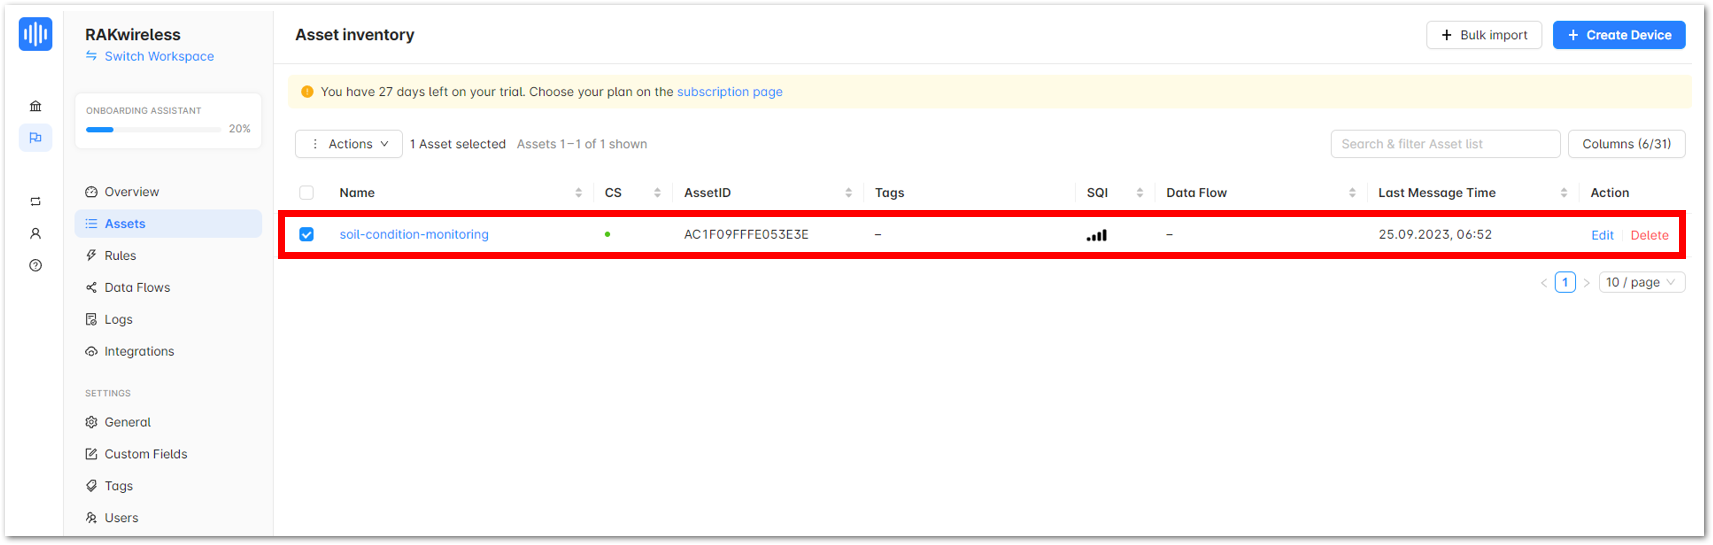 RAKwireless
Switch Workspace
ONBOARDING ASSISTANT
20%
Overview
Assets
Rules
Data Flows
Logs
Integrations
SETTINGS
General
Custom Fields
Tags
Users
Asset inventory
+ Bulk import
+ Create Device
You have 27 days left on your trial. Choose your plan on the subscription page
Actions 1 Asset selected Assets 1–1 of 1 shown
Search & filter Asset list
Columns (6/31)
Name CS AssetID Tags SQI Data Flow Last Message Time Action
soil-condition-monitoring AC1F09FFFE053E3E – – 25.09.2023, 06:52 Edit Delete
< 1 > 10 / page